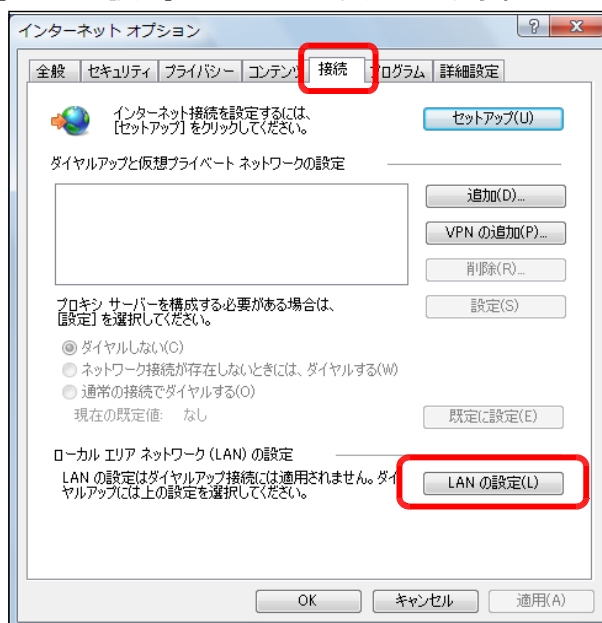 インターネット オプション
全般 セキュリティ プライバシー コンテンツ 接続 プログラム 詳細設定
インターネット接続を設定するには、
[セットアップ] をクリックしてください。
セットアップ(U)
ダイヤルアップと仮想プライベート ネットワークの設定
追加(D)...
VPN の追加(P)...
削除(R)...
プロキシ サーバーを構成する必要がある場合は、
[設定] を選択してください。
設定(S)
ダイヤルしない(C)
ネットワーク接続が存在しないときには、ダイヤルする(W)
通常の接続でダイヤルする(O)
現在の既定値: なし
既定に設定(E)
ローカル エリア ネットワーク (LAN) の設定
LAN の設定はダイヤルアップ接続には適用されません。ダイ
ヤルアップには上の設定を選択してください。
LAN の設定(L)
OK キャンセル 適用(A)